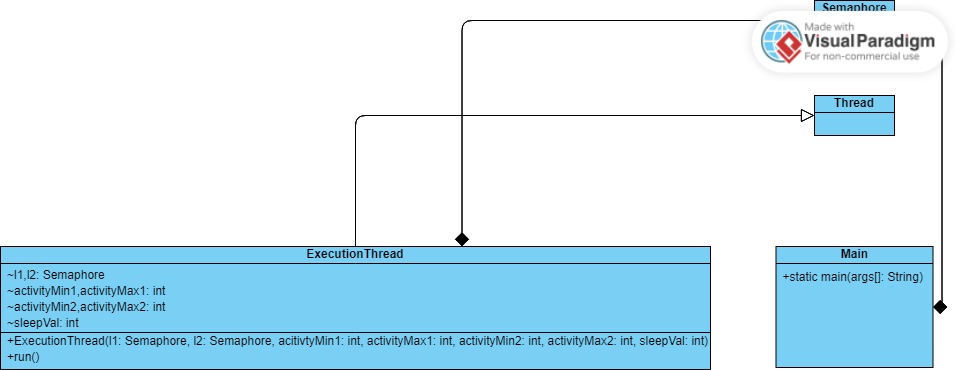 Semaphore
Made with
VisualParadigm
For non-commercial use
Thread
ExecutionThread
~l1,l2: Semaphore
~activityMin1,activityMax1: int
~activityMin2,activityMax2: int
~sleepVal: int
+ExecutionThread(l1: Semaphore, l2: Semaphore, acitivtyMin1: int, activityMax1: int, activityMin2: int, activityMax2: int, sleepVal: int)
+run()
Main
+static main(args[]: String)